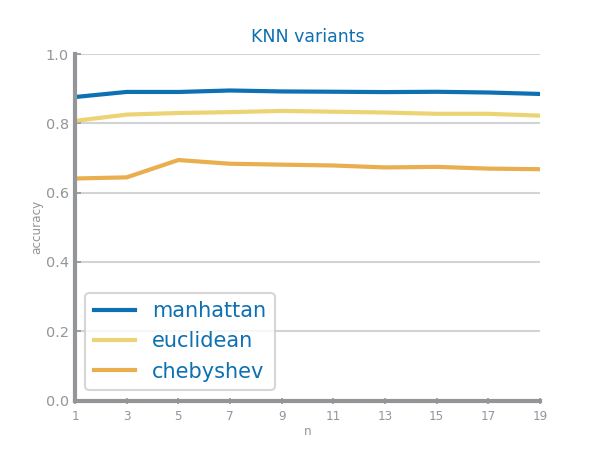 KNN variants
1.0
0.8
0.6
0.4
0.2
0.0
accuracy
manhattan
euclidean
chebyshev
1 3 5 7 9 11 13 15 17 19
n